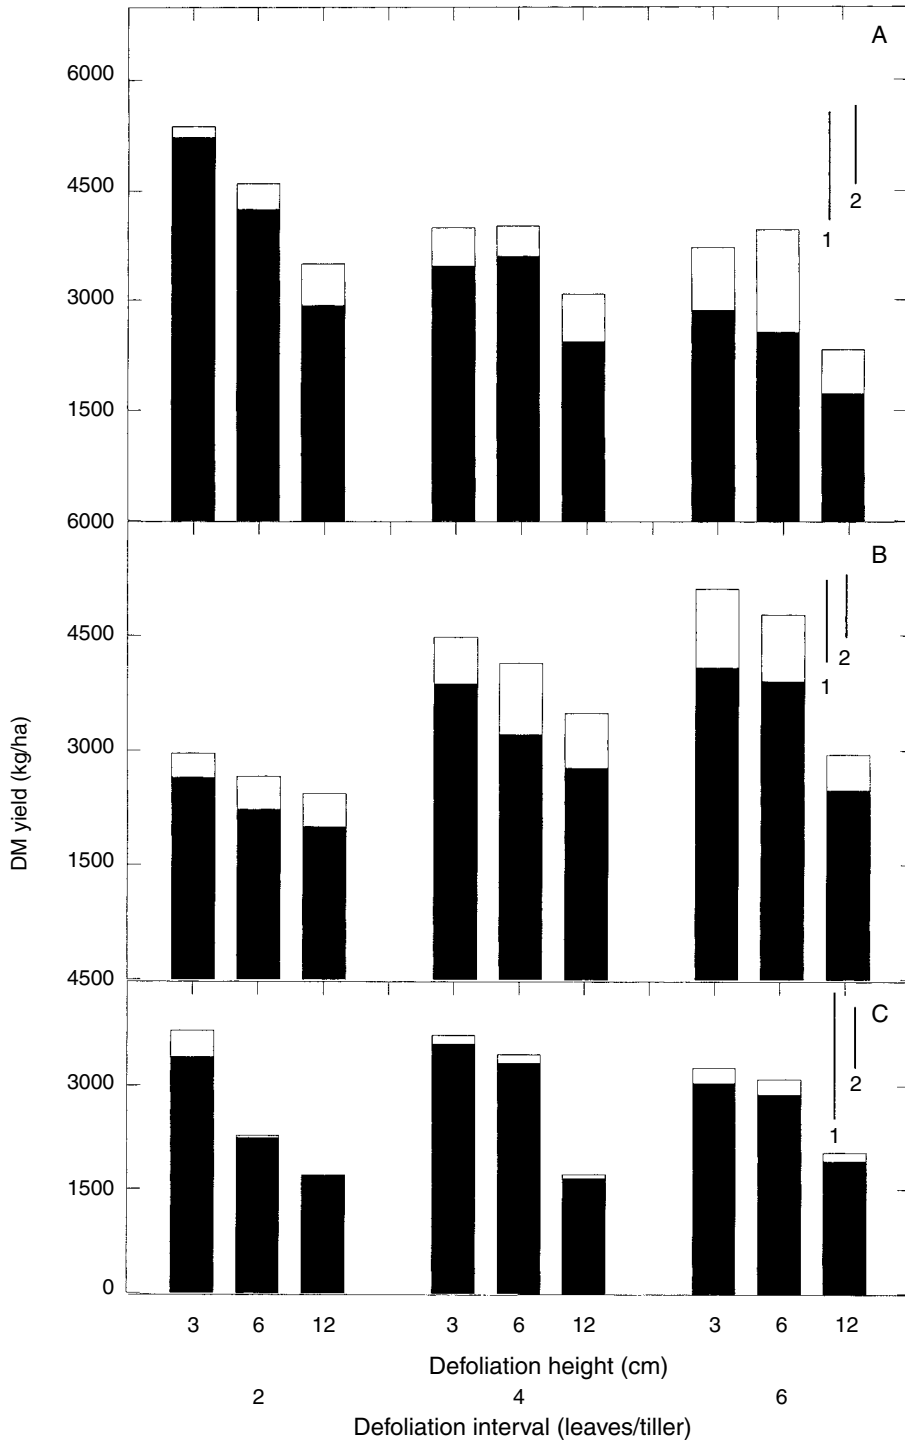 A
6000
4500
3000
1500
6000
2
1
B
4500
3000
1500
4500
2
1
C
3000
1500
0
2
1
DM yield (kg/ha)
3 6 12 3 6 12 3 6 12
Defoliation height (cm)
2 4 6
Defoliation interval (leaves/tiller)